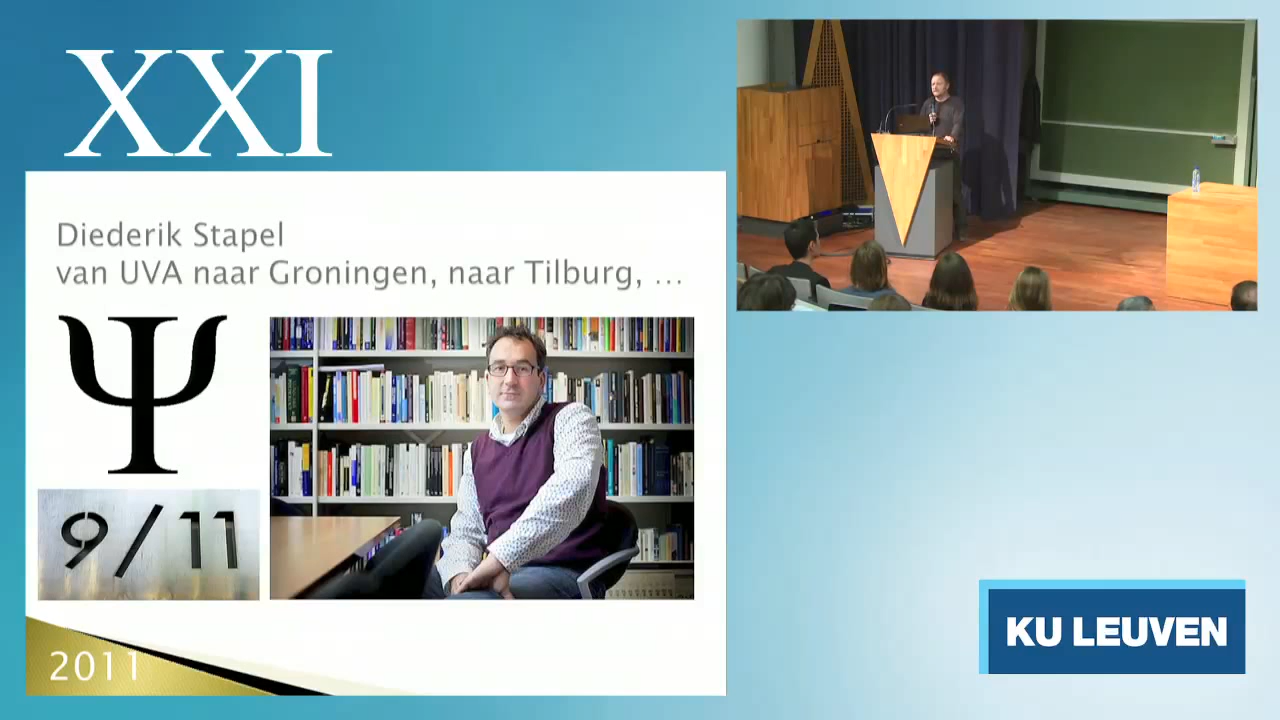 XXI
Diederik Stapel
van UVA naar Groningen, naar Tilburg, …
Ψ
9/11
2011
KU LEUVEN